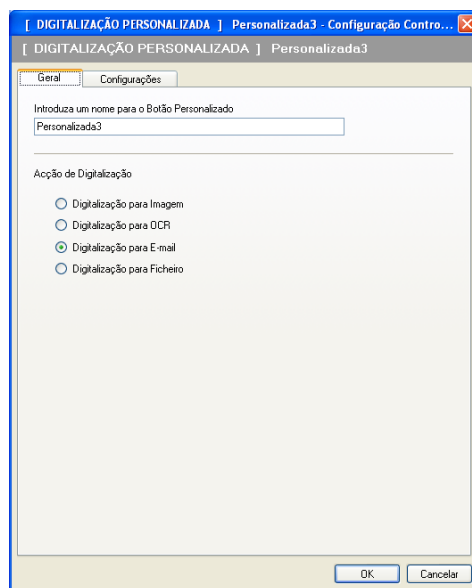 [ DIGITALIZAÇÃO PERSONALIZADA ] Personalizada3 - Configuração Contro...
[ DIGITALIZAÇÃO PERSONALIZADA ] Personalizada3
Geral Configurações
Introduza um nome para o Botão Personalizado
Personalizada3
Acção de Digitalização
Digitalização para Imagem
Digitalização para OCR
Digitalização para E-mail
Digitalização para Ficheiro
OK Cancelar